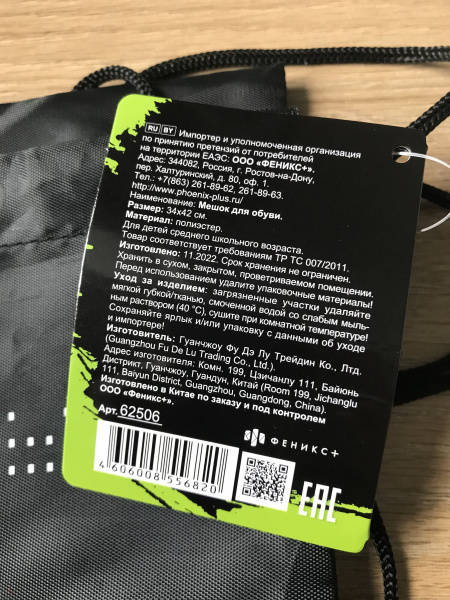 RU BY Импортер и уполномоченная организация
по принятию претензий от потребителей
на территории ЕАЭС: ООО «ФЕНИКС+».
Адрес: 344082, Россия, г. Ростов-на-Дону,
пер. Халтуринский, д. 80, оф. 1.
Тел.: +7(863) 261-89-62, 261-89-63.
http://www.phoenix-plus.ru/
Наименование: Мешок для обуви.
Размер: 34х42 см.
Материал: полиэстер.
Для детей среднего школьного возраста.
Товар соответствует требованиям ТР ТС 007/2011.
Изготовлено: 11.2022. Срок хранения не ограничен.
Хранить в сухом, закрытом, проветриваемом помещении.
Перед использованием удалите упаковочные материалы!
Уход за изделием: загрязненные участки удаляйте
мягкой губкой/тканью, смоченной водой со слабым мыль-
ным раствором (40 °C), сушите при комнатной температуре!
Сохраняйте ярлык и/или упаковку с данными об уходе
и импортере!
Изготовитель: Гуанчжоу Фу Дэ Лу Трейдин Ко., Лтд.
(Guangzhou Fu De Lu Trading Co., Ltd.).
Адрес изготовителя: Комн. 199, Цзичанлу 111, Байюнь
Дистрикт, Гуанчжоу, Гуандун, Китай (Room 199, Jichanglu
111, Baiyun District, Guangzhou, Guangdong, China).
Изготовлено в Китае по заказу и под контролем
ООО «Феникс+».
Арт. 62506
ФЕНИКС+
4606008556820
EAC